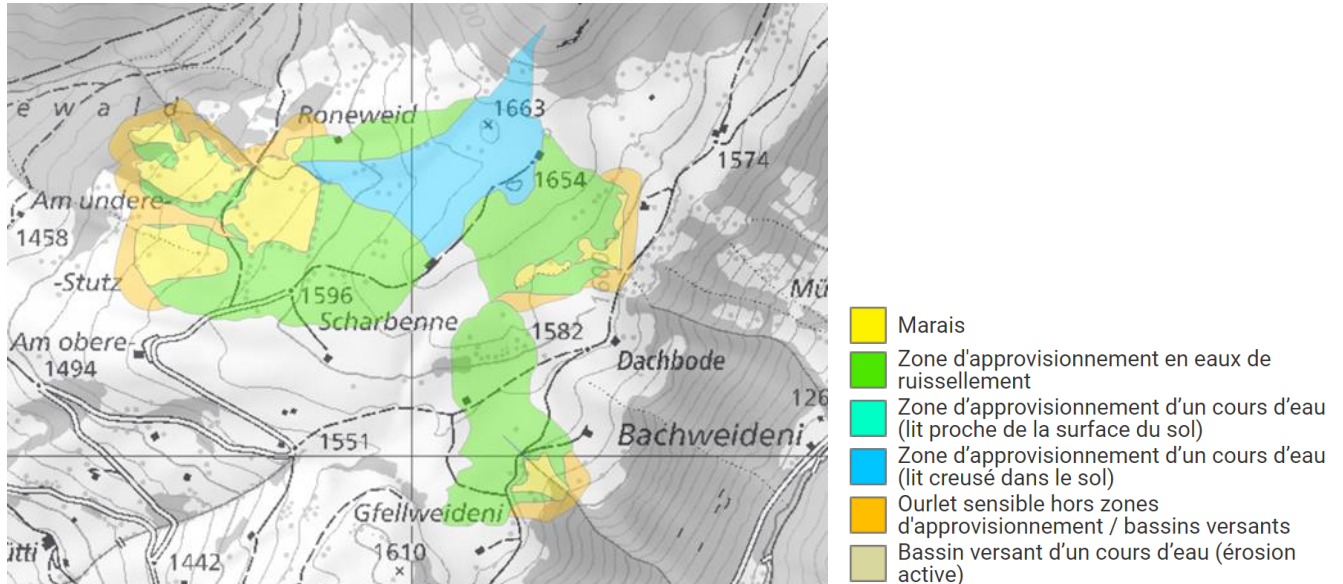 e w a l d
Roneweid
1663
1574
1654
Am undere-
1458
-Stutz
1596
Mü
Scharbenne
1582
Am obere-
1494
Dachbode
126
1551
Bachweideni
Gfellweideni
ütti
1442
1610
Marais
Zone d'approvisionnement en eaux de
ruissellement
Zone d’approvisionnement d’un cours d’eau
(lit proche de la surface du sol)
Zone d’approvisionnement d’un cours d’eau
(lit creusé dans le sol)
Ourlet sensible hors zones
d'approvisionnement / bassins versants
Bassin versant d’un cours d’eau (érosion
active)